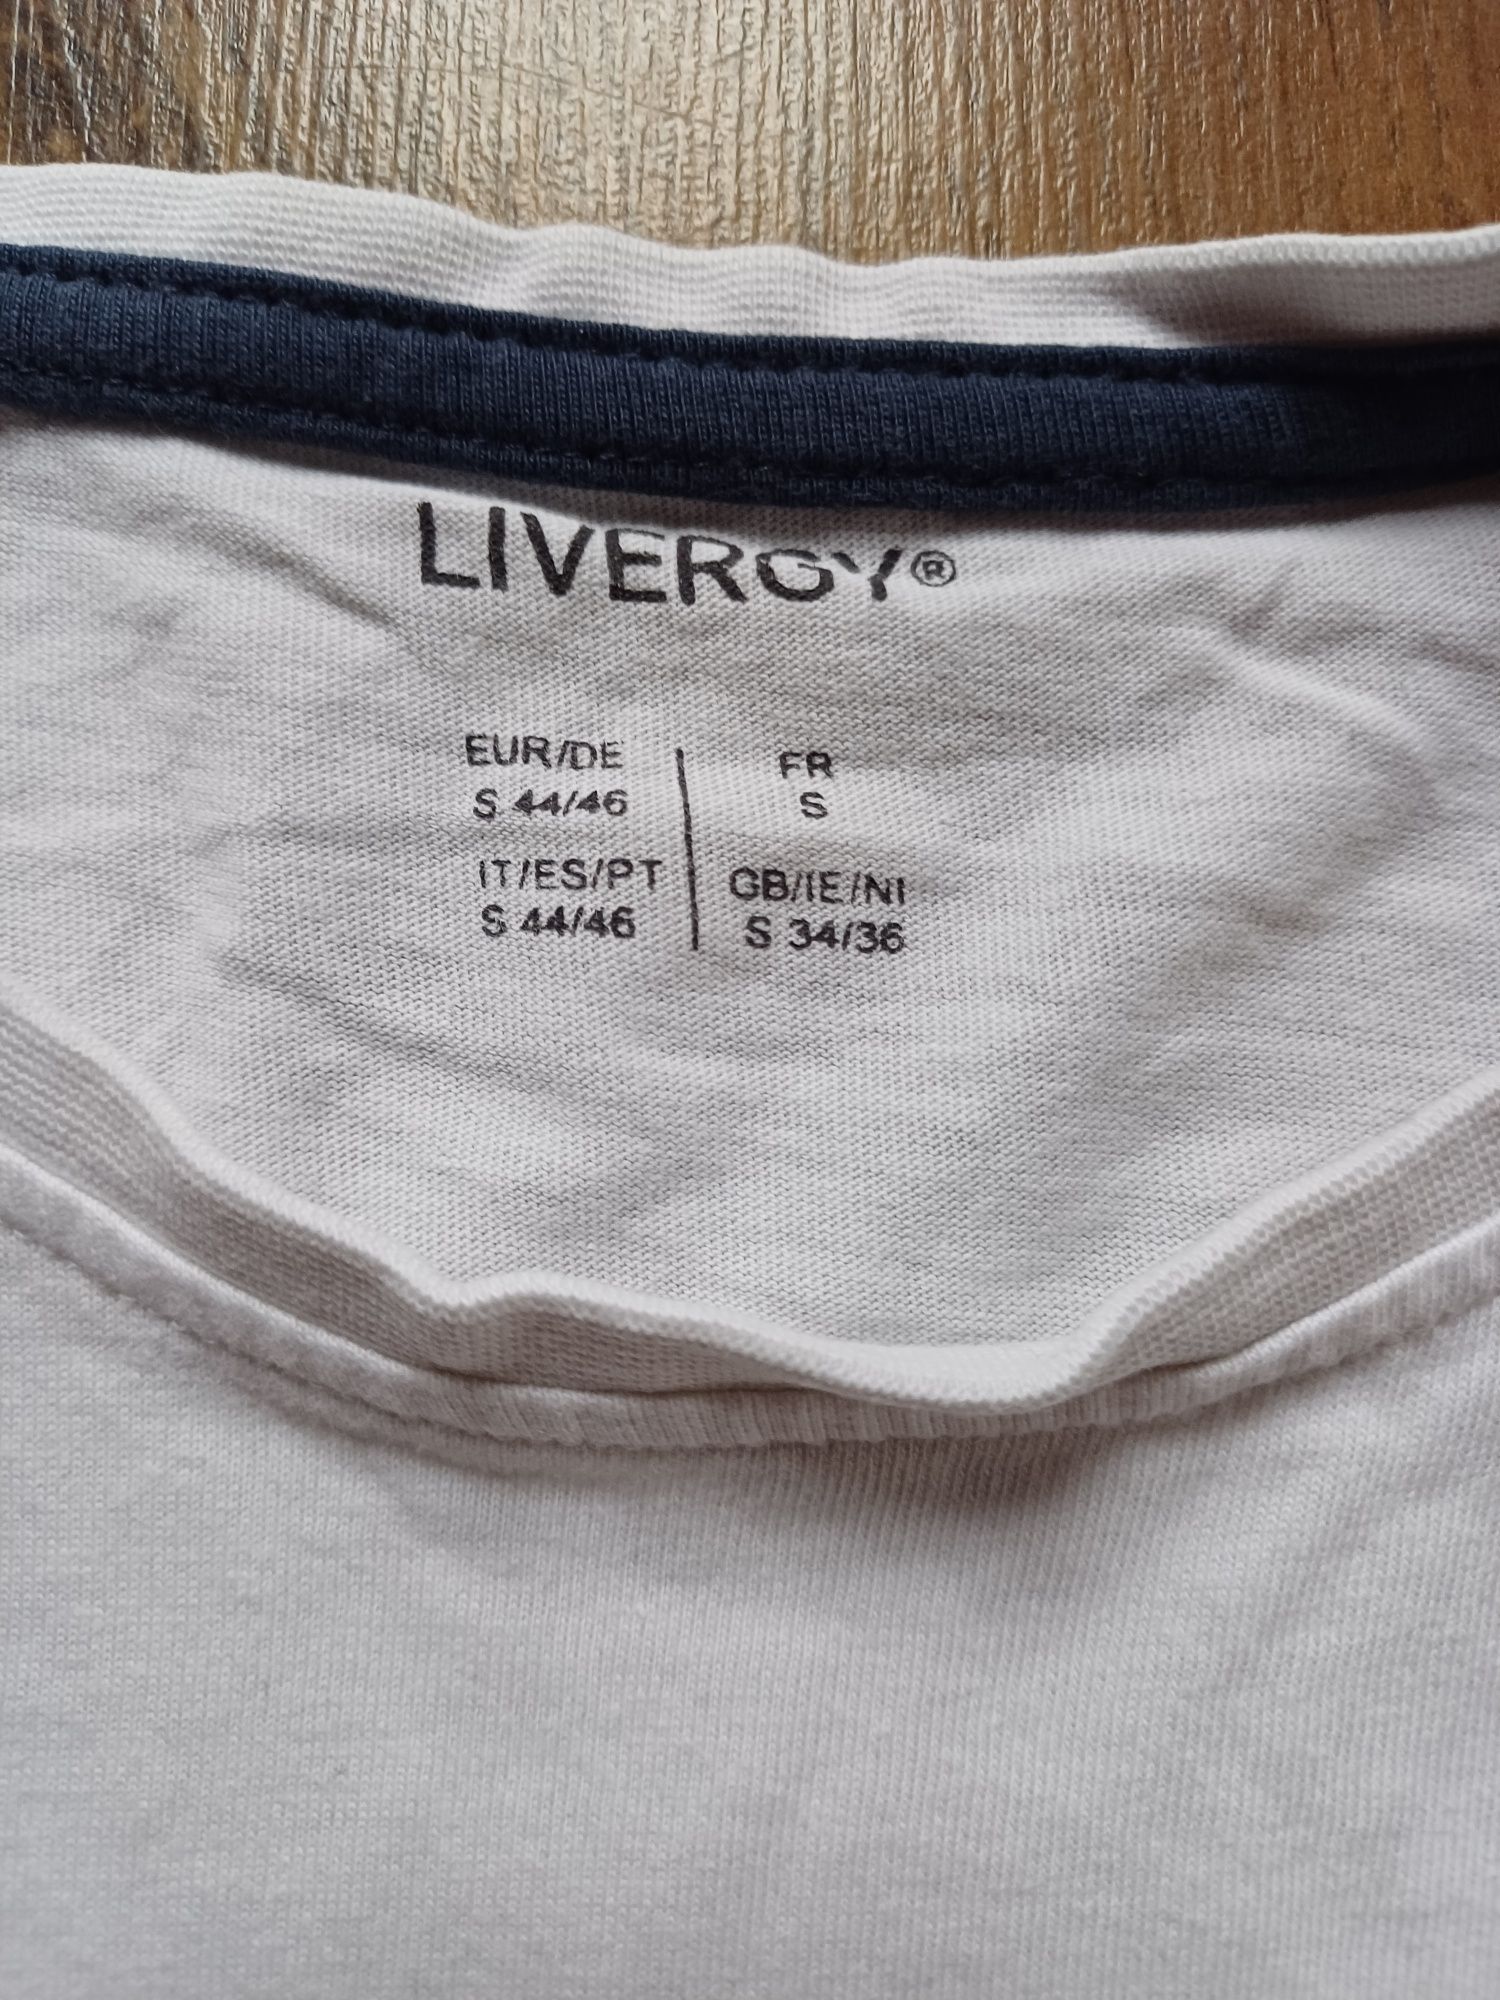 LIVERGY®
EUR/DE
S 44/46
IT/ES/PT
S 44/46
FR
S
GB/IE/NI
S 34/36